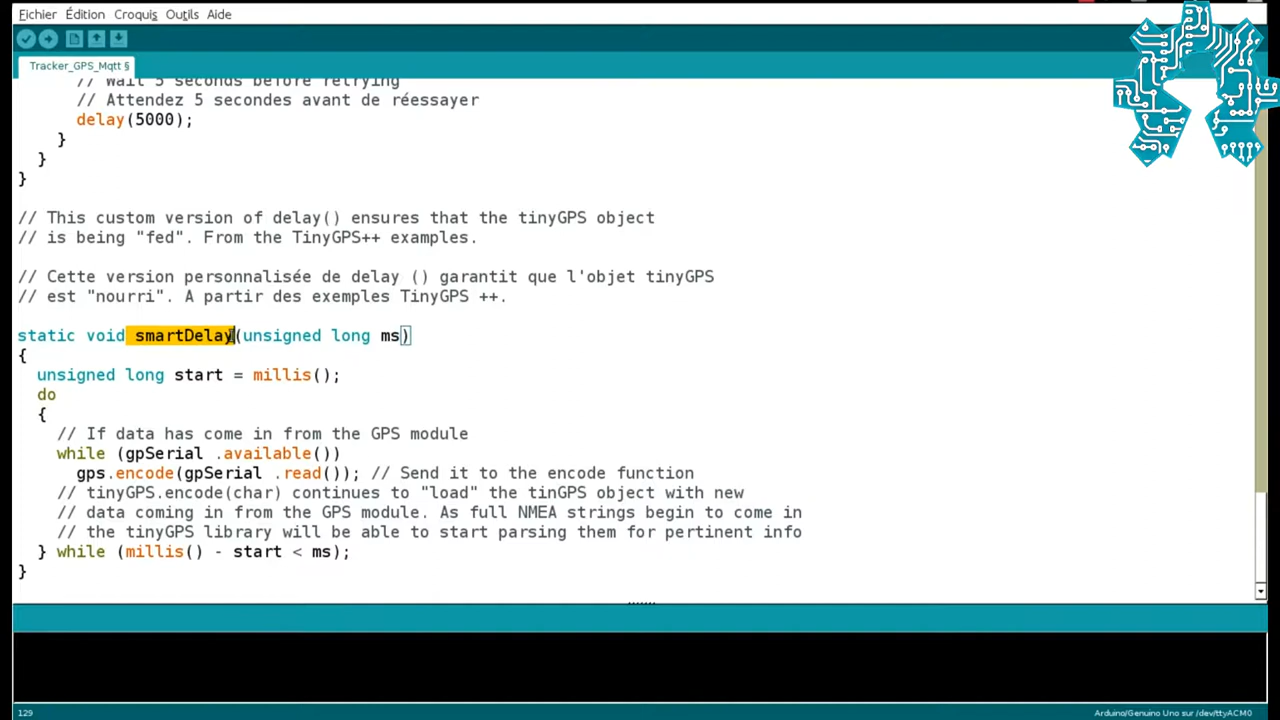 Fichier Édition Croquis Outils Aide
Tracker_GPS_Mqtt §
// Wait 5 seconds before retrying
// Attendez 5 secondes avant de réessayer
delay(5000);
}
}
}
// This custom version of delay() ensures that the tinyGPS object
// is being "fed". From the TinyGPS++ examples.
// Cette version personnalisée de delay () garantit que l'objet tinyGPS
// est "nourri". A partir des exemples TinyGPS ++.
static void smartDelay(unsigned long ms)
{
unsigned long start = millis();
do
{
// If data has come in from the GPS module
while (gpSerial .available())
gps.encode(gpSerial .read()); // Send it to the encode function
// tinyGPS.encode(char) continues to "load" the tinGPS object with new
// data coming in from the GPS module. As full NMEA strings begin to come in
// the tinyGPS library will be able to start parsing them for pertinent info
} while (millis() - start < ms);
}
129
Arduino/Genuino Uno sur /dev/ttyACM0